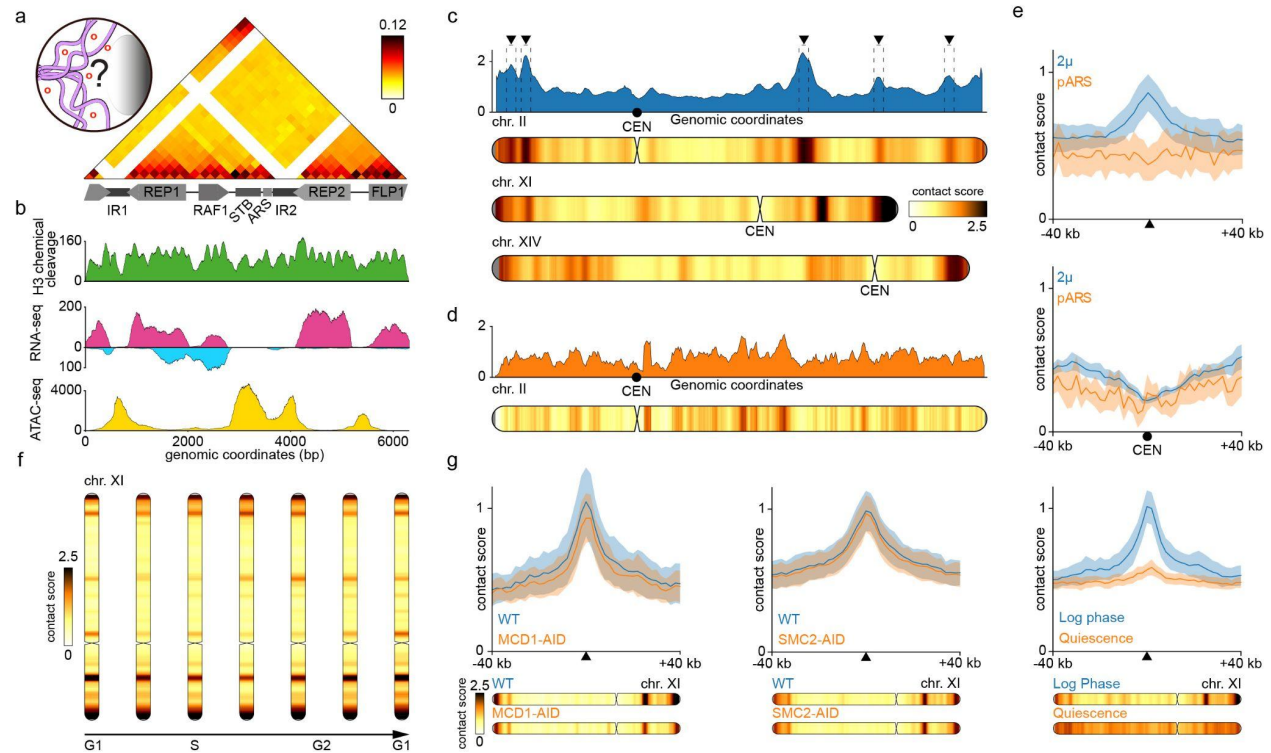 a
?
0.12
0
REP1
REP2
FLP1
IR1
RAF1
STB
ARS
IR2
b
H3 chemical
cleavage
160
0
RNA-seq
200
0
100
ATAC-seq
4000
0
0
2000
4000
6000
genomic coordinates (bp)
c
2
0
CEN
Genomic coordinates
chr. II
chr. XI
CEN
contact score
0
2.5
chr. XIV
CEN
d
2
0
CEN
Genomic coordinates
chr. II
e
2µ
pARS
contact score
1
0
-40 kb
+40 kb
2µ
pARS
contact score
1
0
-40 kb
+40 kb
CEN
f
chr. XI
contact score
2.5
0
G1
S
G2
G1
g
contact score
1
0
WT
MCD1-AID
-40 kb
+40 kb
WT
chr. XI
MCD1-AID
2.5
0
contact score
1
0
WT
SMC2-AID
-40 kb
+40 kb
WT
chr. XI
SMC2-AID
contact score
1
0
Log phase
Quiescence
-40 kb
+40 kb
Log Phase
chr. XI
Quiescence